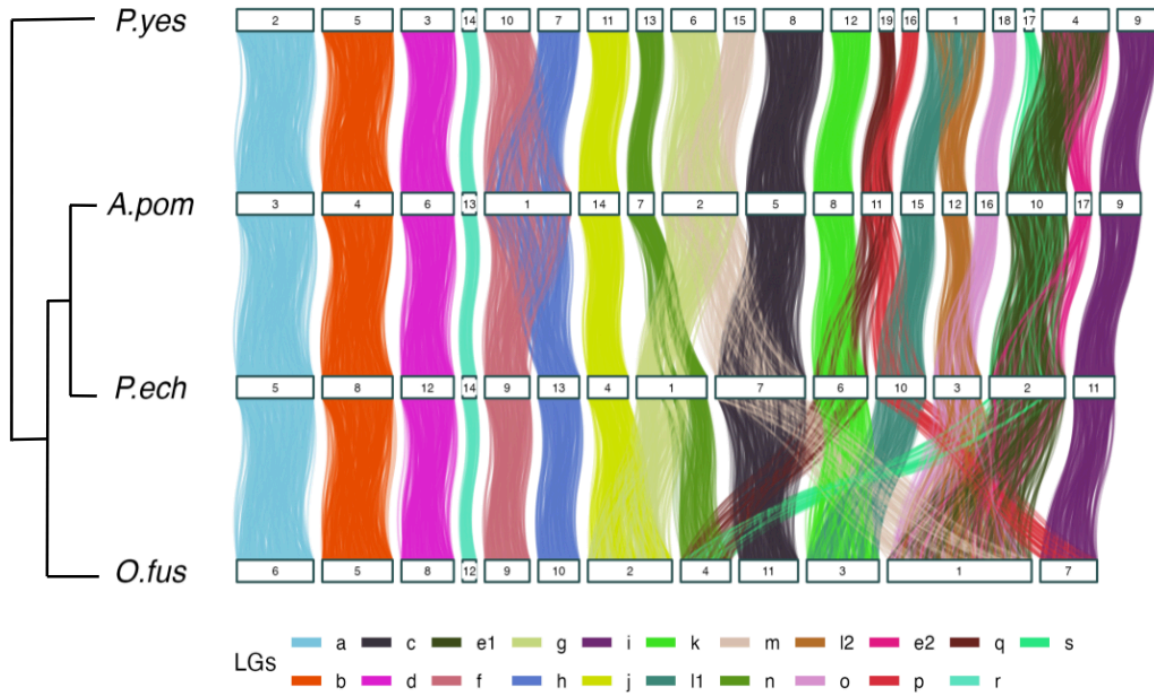 P.yes 2 5 3 14 10 7 11 13 6 15 8 12 19 16 1 18 17 4 9
A.pom 3 4 6 13 1 14 7 2 5 8 11 15 12 16 10 17 9
P.ech 5 8 12 14 9 13 4 1 7 6 10 3 2 11
O.fus 6 5 8 12 9 10 2 4 11 3 1 7
LGs
a c e1 g i k m l2 e2 q s
b d f h j l1 n o p r